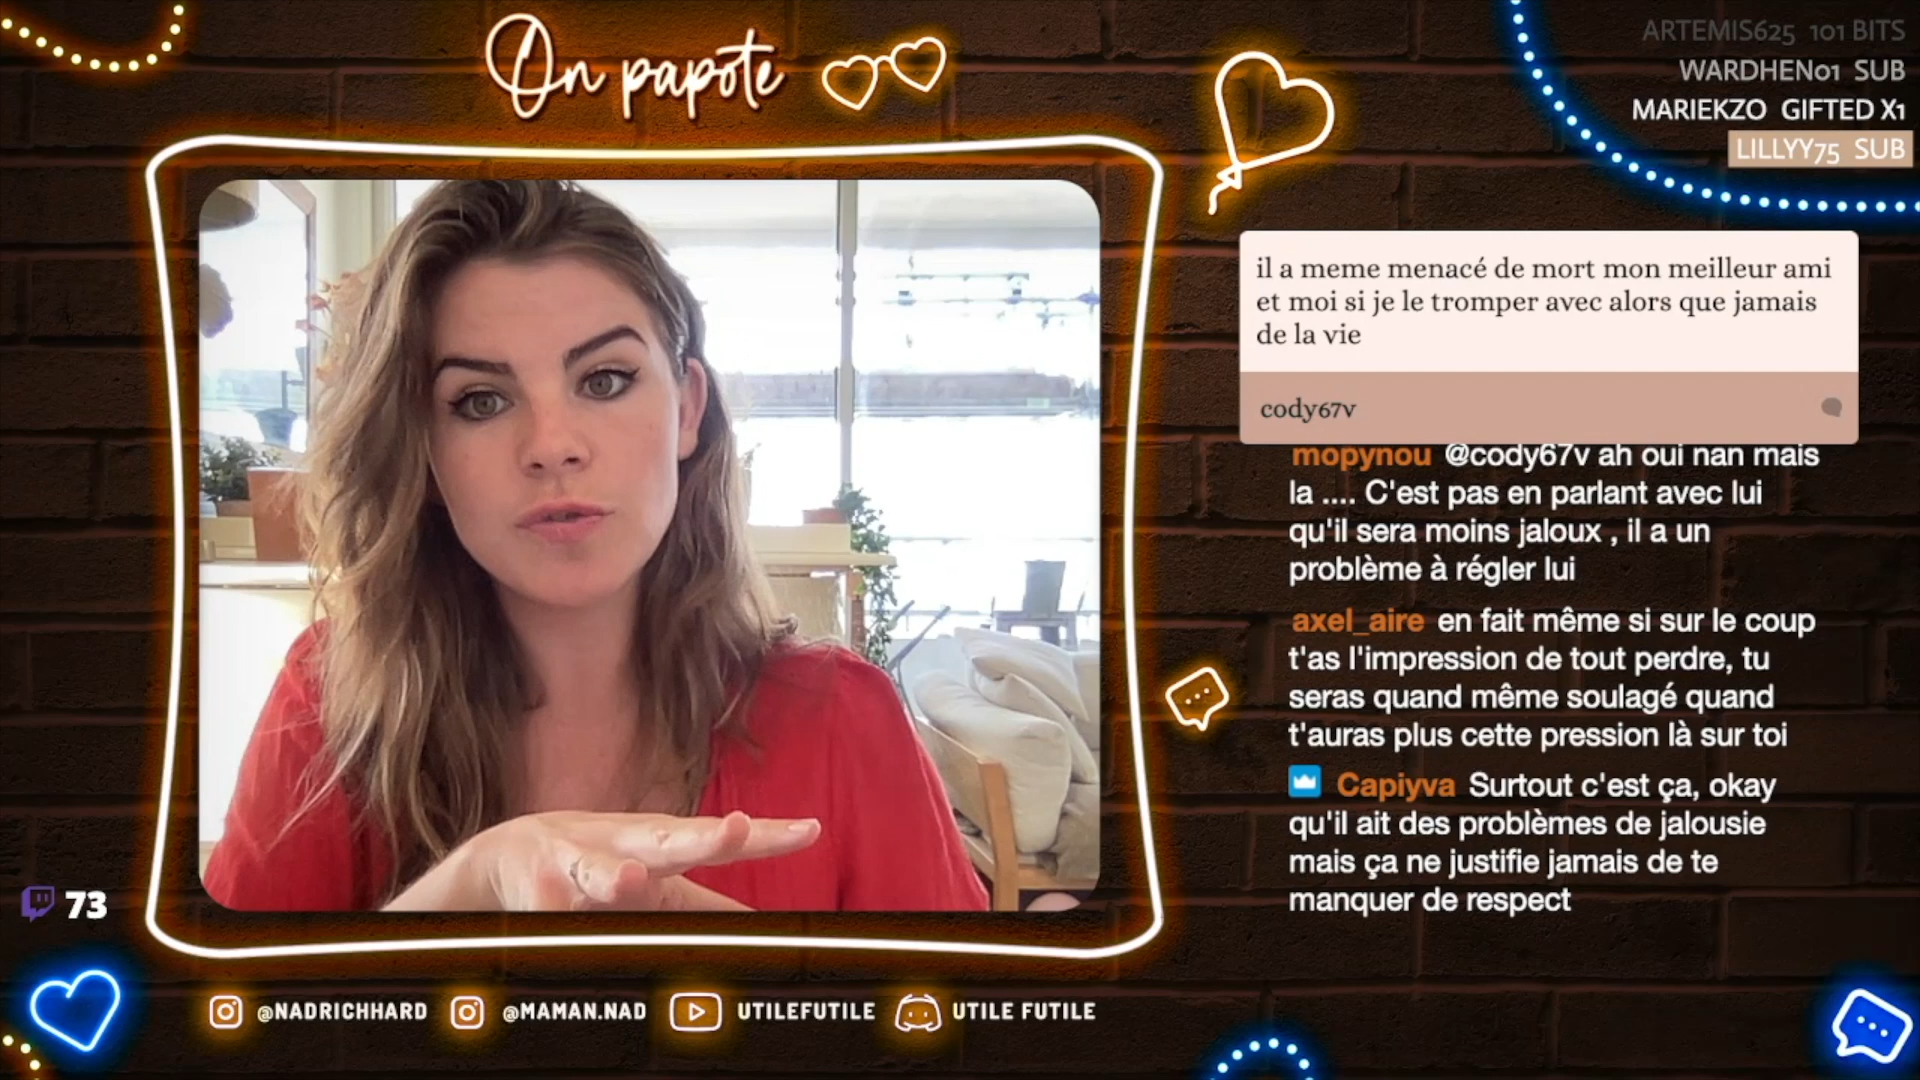 On papote
ARTEMIS625 101 BITS
WARDHEN01 SUB
MARIEKZO GIFTED X1
LILLYY75 SUB
il a meme menacé de mort mon meilleur ami
et moi si je le tromper avec alors que jamais
de la vie
cody67v
mopynou @cody67v ah oui nan mais
la .... C'est pas en parlant avec lui
qu'il sera moins jaloux , il a un
problème à régler lui
axel_aire en fait même si sur le coup
t'as l'impression de tout perdre, tu
seras quand même soulagé quand
t'auras plus cette pression là sur toi
Capiyva Surtout c'est ça, okay
qu'il ait des problèmes de jalousie
mais ça ne justifie jamais de te
manquer de respect
73
@NADRICHHARD @MAMAN.NAD UTILEFUTILE UTILE FUTILE